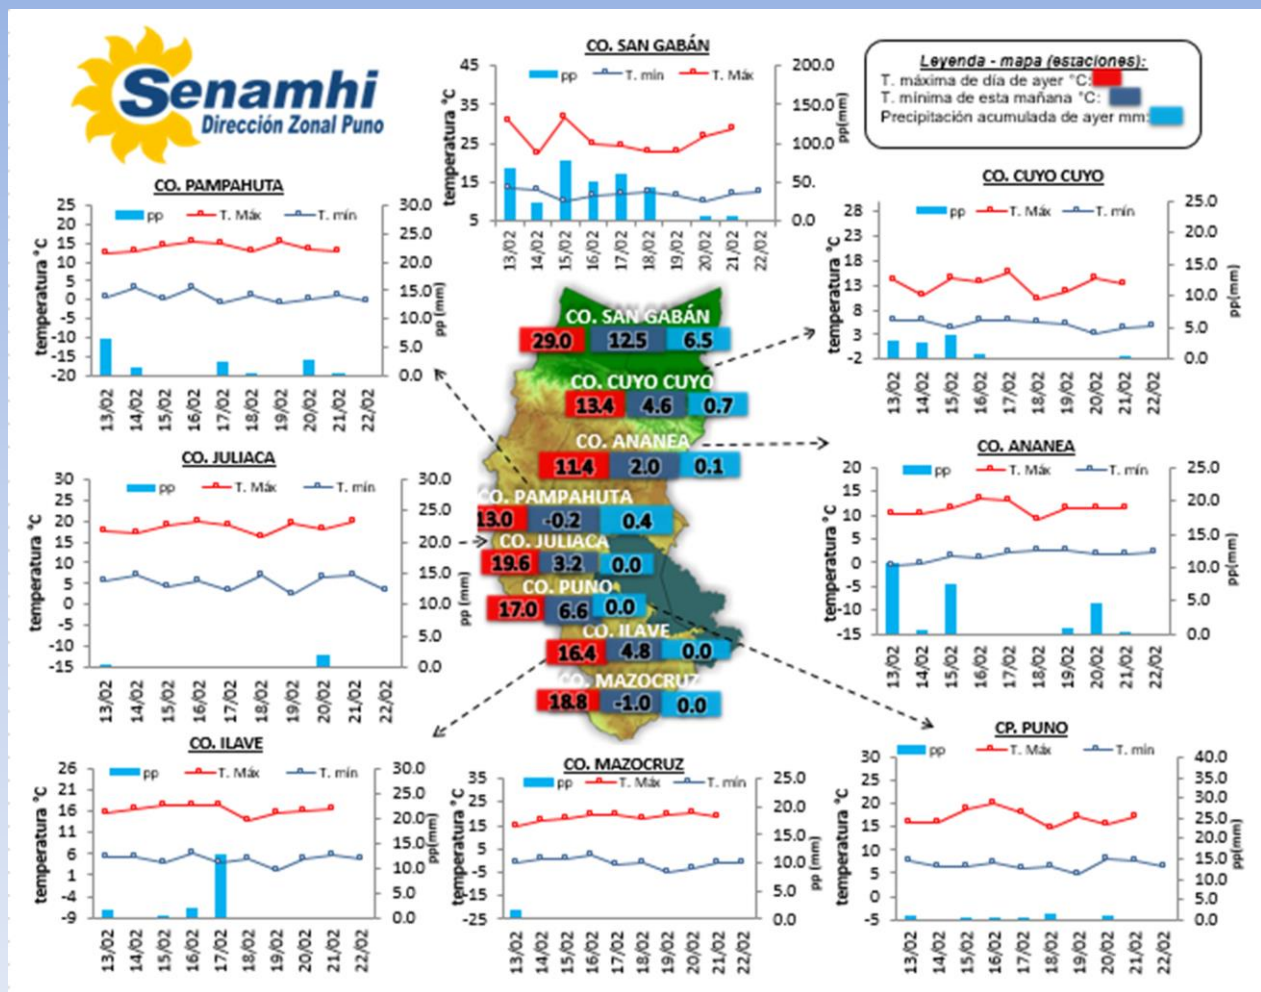 Senamhi
Dirección Zonal Puno
CO. SAN GABÁN
pp T. mín T. Máx
temperatura °C
45
35
25
15
5
200.0
150.0
100.0
50.
0.0
pp(mm)
13/02 14/02 15/02 16/02 17/02 18/02 19/02 20/02 21/02 22/02
Leyenda - mapa (estaciones):
T. máxima de día de ayer °C:
T. mínima de esta mañana °C:
Precipitación acumulada de ayer mm:
CO. PAMPAHUTA
pp T. Máx T. mín
temperatura °C
25
20
15
10
5
0
-5
-10
-15
-20
30.0
25.0
20.0
15.0
10.0
5.0
0.0
pp (mm)
13/02 14/02 15/02 16/02 17/02 18/02 19/02 20/02 21/02 22/02
CO. CUYO CUYO
pp T. Máx T. mín
temperatura °C
28
23
18
13
8
3
-2
25.0
20.0
15.0
10.0
5.0
0.0
pp(mm)
13/02 14/02 15/02 16/02 17/02 18/02 19/02 20/02 21/02 22/02
CO. SAN GABÁN
29.0 12.5 6.5
CO. CUYO CUYO
13.4 4.6 0.7
CO. ANANEA
11.4 2.0 0.1
CO. PAMPAHUTA
13.0 -0.2 0.4
CO. JULIACA
19.6 3.2 0.0
CO. PUNO
17.0 6.6 0.0
CO. ILAVE
16.4 4.8 0.0
CO. MAZOCRUZ
18.8 -1.0 0.0
CO. JULIACA
pp T. Máx T. mín
temperatura °C
30
25
20
15
10
5
0
-5
-10
-15
30.0
25.0
20.0
15.0
10.0
5.0
0.0
pp (mm)
13/02 14/02 15/02 16/02 17/02 18/02 19/02 20/02 21/02 22/02
CO. ANANEA
pp T. Máx T. mín
temperatura °C
20
15
10
5
0
-5
-10
-15
25.0
20.0
15.0
10.0
5.0
0.0
pp(mm)
13/02 14/02 15/02 16/02 17/02 18/02 19/02 20/02 21/02 22/02
CO. ILAVE
pp T. Máx T. mín
temperatura °C
26
21
16
11
6
1
-4
-9
30.0
25.0
20.0
15.0
10.0
5.0
0.0
pp(mm)
13/02 14/02 15/02 16/02 17/02 18/02 19/02 20/02 21/02 22/02
CO. MAZOCRUZ
pp T. Máx T. mín
temperatura °C
35
25
15
5
-5
-15
-25
25.0
20.0
15.0
10.0
5.0
0.0
pp (mm)
13/02 14/02 15/02 16/02 17/02 18/02 19/02 20/02 21/02 22/02
CP. PUNO
pp T. Máx T. mín
temperatura °C
30
25
20
15
10
5
0
-5
40.0
35.0
30.0
25.0
20.0
15.0
10.0
5.0
0.0
pp(mm)
13/02 14/02 15/02 16/02 17/02 18/02 19/02 20/02 21/02 22/02